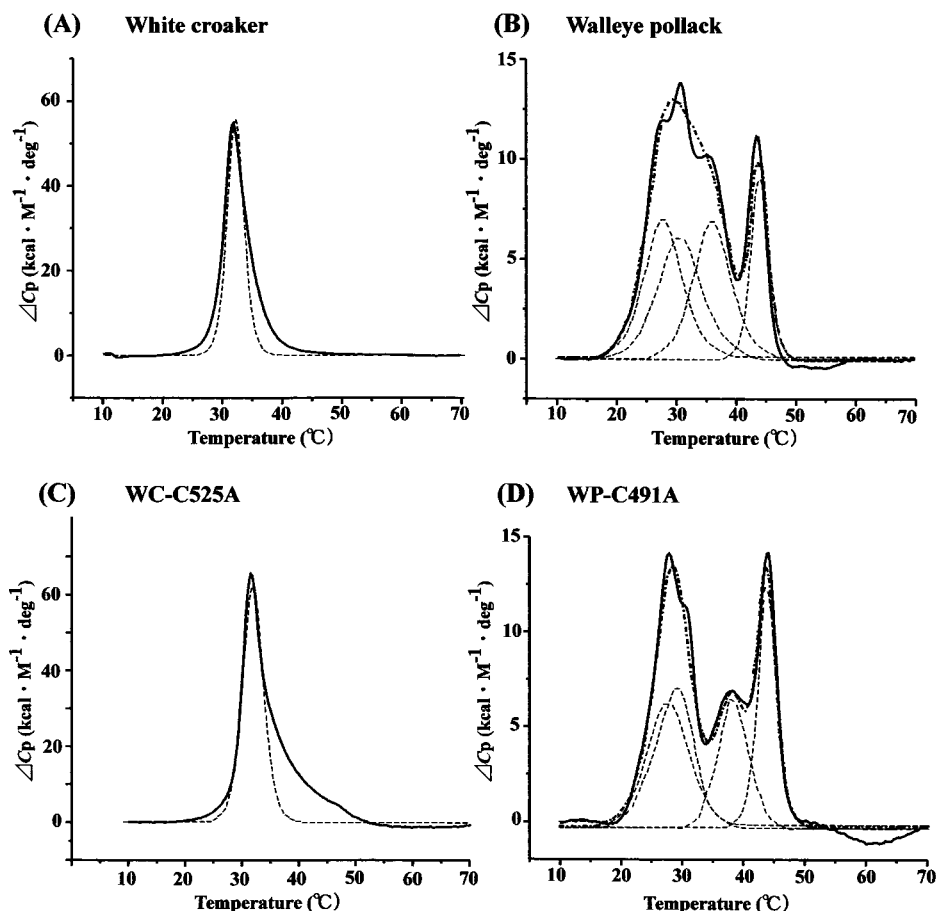 (A) White croaker
60
40
20
0
⊿Cp (kcal・M⁻¹・deg⁻¹)
10 20 30 40 50 60 70
Temperature (℃)
(B) Walleye pollack
15
10
5
0
⊿Cp (kcal・M⁻¹・deg⁻¹)
10 20 30 40 50 60 70
Temperature (℃)
(C) WC-C525A
60
40
20
0
⊿Cp (kcal・M⁻¹・deg⁻¹)
10 20 30 40 50 60 70
Temperature (℃)
(D) WP-C491A
15
10
5
0
⊿Cp (kcal・M⁻¹・deg⁻¹)
10 20 30 40 50 60 70
Temperature (℃)